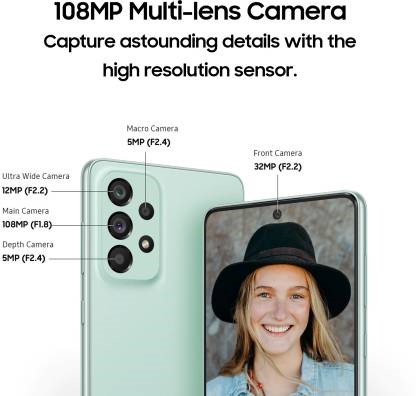 108MP Multi-lens Camera
Capture astounding details with the
high resolution sensor.
Macro Camera
5MP (F2.4)
Front Camera
32MP (F2.2)
Ultra Wide Camera
12MP (F2.2)
Main Camera
108MP (F1.8)
Depth Camera
5MP (F2.4)